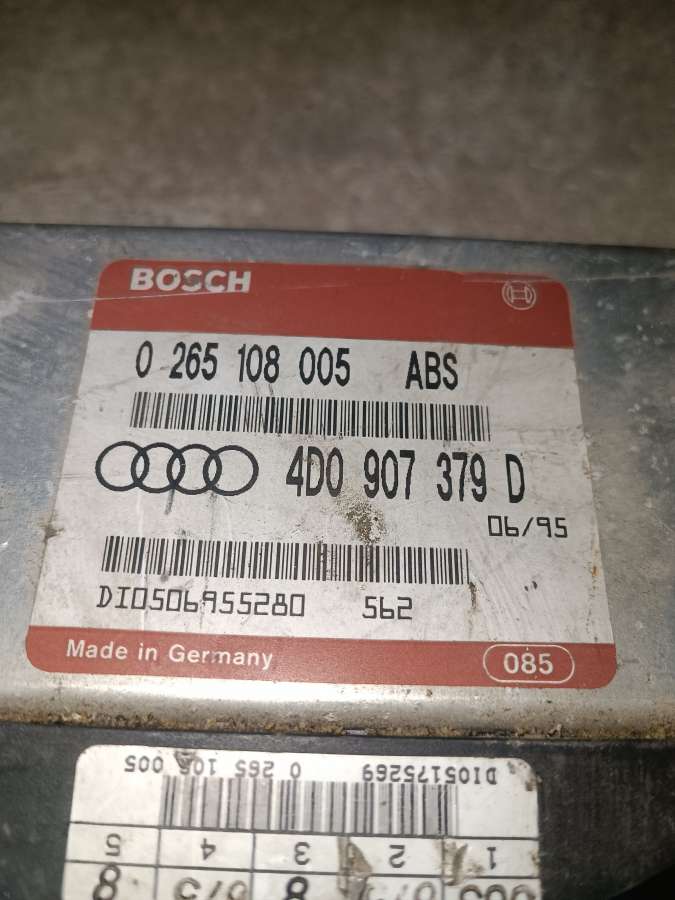 BOSCH
0 265 108 005 ABS
4D0 907 379 D
06/95
DI0506955280 562
Made in Germany 085
DI05175269 0 265 108 005
1 2 3 4 5